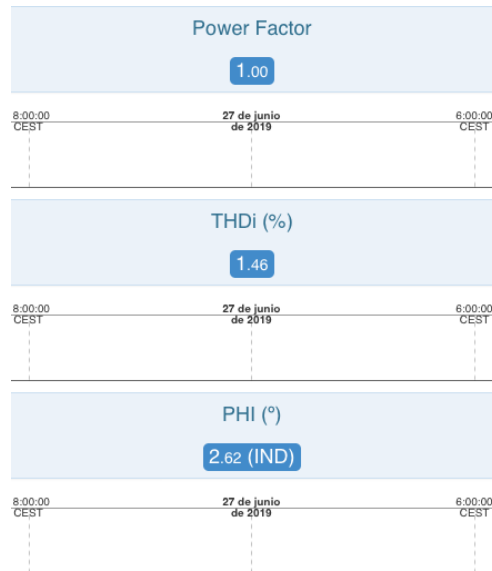 Power Factor
1.00
8:00:00 27 de junio 6:00:00
CEST de 2019 CEST
THDi (%)
1.46
8:00:00 27 de junio 6:00:00
CEST de 2019 CEST
PHI (º)
2.62 (IND)
8:00:00 27 de junio 6:00:00
CEST de 2019 CEST